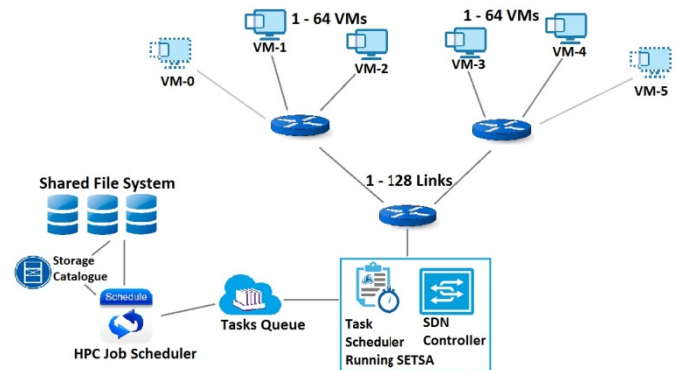 1 - 64 VMs
1 - 64 VMs
VM-0
VM-1
VM-2
VM-3
VM-4
VM-5
1 - 128 Links
Shared File System
Storage
Catalogue
Schedule
HPC Job Scheduler
Tasks Queue
Task
Scheduler
Running SETSA
SDN
Controller